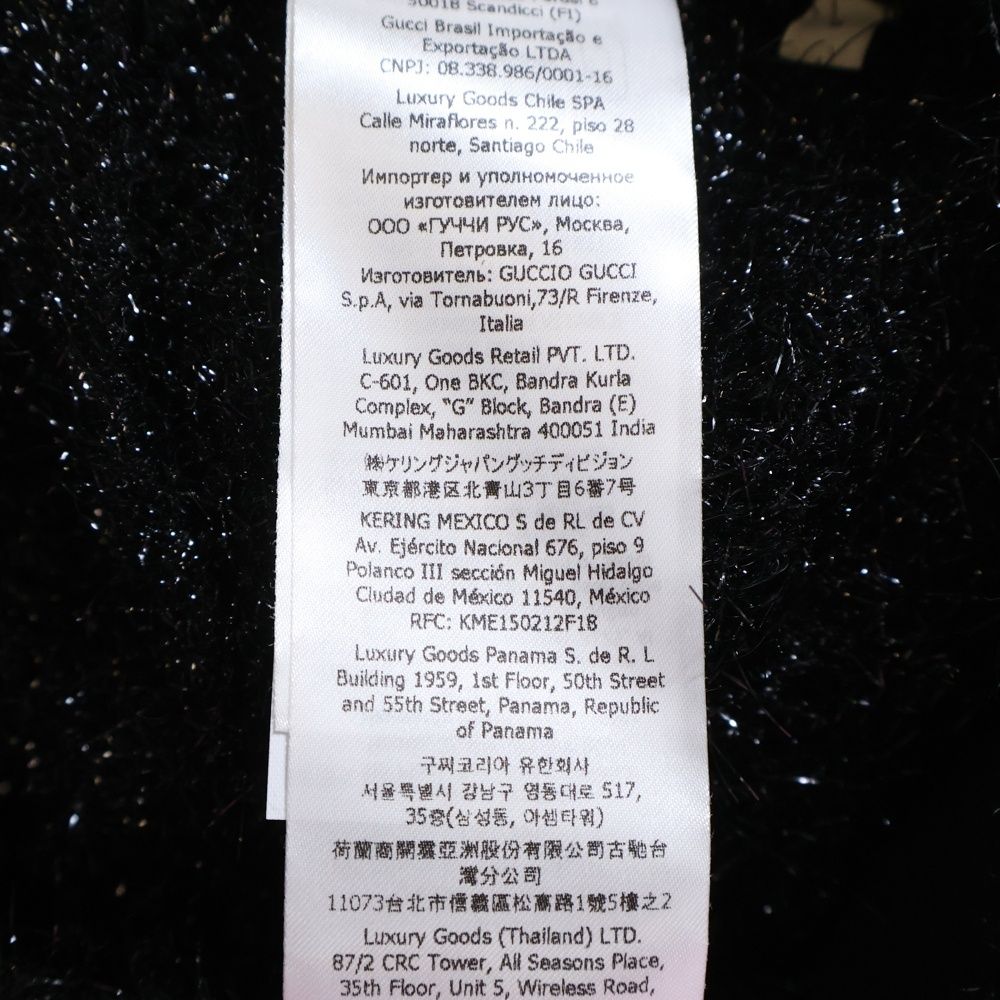 50018 Scandicci (FI)
Gucci Brasil Importação e
Exportação LTDA
CNPJ: 08.338.986/0001-16
Luxury Goods Chile SPA
Calle Miraflores n. 222, piso 28
norte, Santiago Chile
Импортер и уполномоченное
изготовителем лицо:
ООО «ГУЧЧИ РУС», Москва,
Петровка, 16
Изготовитель: GUCCIO GUCCI
S.p.A, via Tornabuoni,73/R Firenze,
Italia
Luxury Goods Retail PVT. LTD.
C-601, One BKC, Bandra Kurla
Complex, “G” Block, Bandra (E)
Mumbai Maharashtra 400051 India
㈱ケリングジャパングッチディビジョン
東京都港区北青山3丁目6番7号
KERING MEXICO S de RL de CV
Av. Ejército Nacional 676, piso 9
Polanco III sección Miguel Hidalgo
Ciudad de México 11540, México
RFC: KME150212F18
Luxury Goods Panama S. de R. L
Building 1959, 1st Floor, 50th Street
and 55th Street, Panama, Republic
of Panama
구찌코리아 유한회사
서울특별시 강남구 영동대로 517,
35층(삼성동, 아셈타워)
荷蘭商開雲亞洲股份有限公司古馳台
灣分公司
11073台北市信義區松高路1號5樓之2
Luxury Goods (Thailand) LTD.
87/2 CRC Tower, All Seasons Place,
35th Floor, Unit 5, Wireless Road,